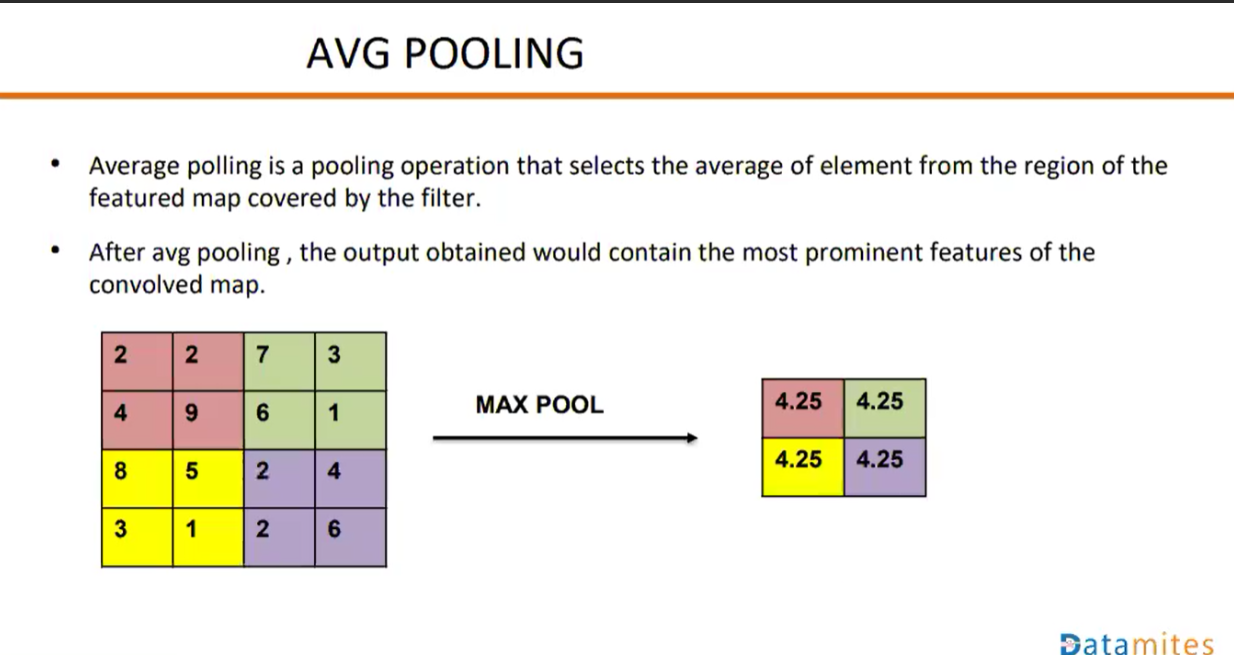 AVG POOLING
• Average polling is a pooling operation that selects the average of element from the region of the
featured map covered by the filter.
• After avg pooling , the output obtained would contain the most prominent features of the
convolved map.
2 2 7 3
4 9 6 1
8 5 2 4
3 1 2 6
MAX POOL
4.25 4.25
4.25 4.25
Datamites